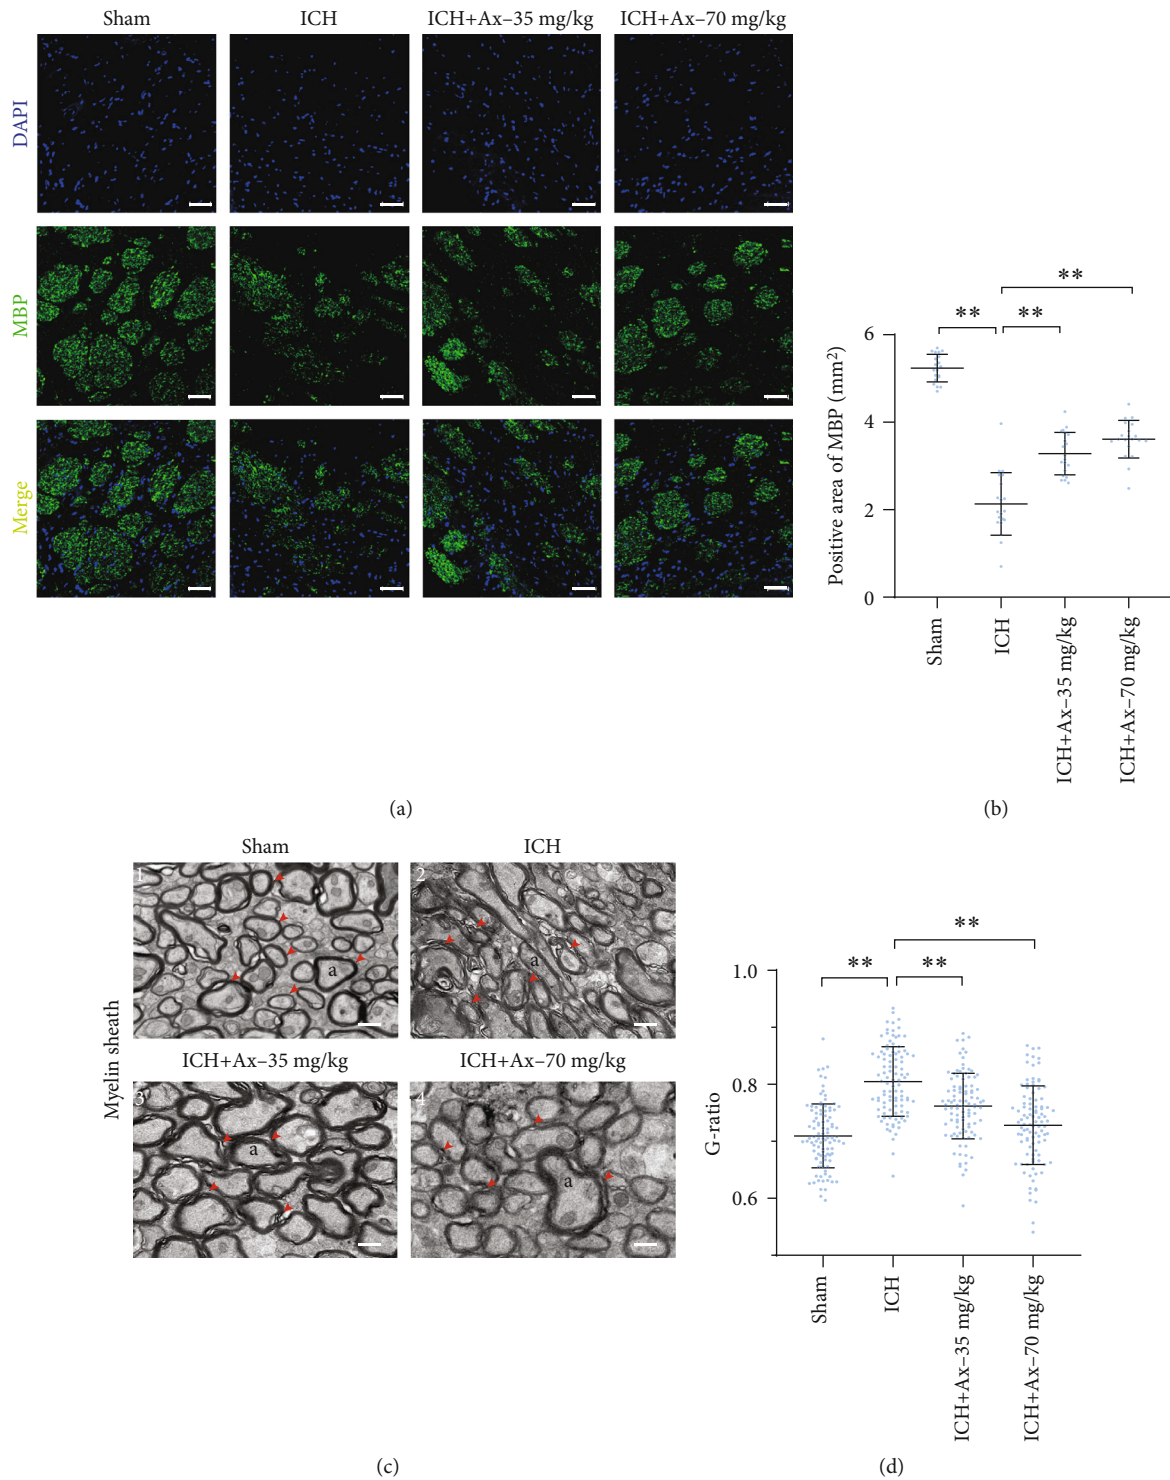 Sham ICH ICH+Ax–35 mg/kg ICH+Ax–70 mg/kg
DAPI
MBP
Merge
(a)
** ** **
Positive area of MBP (mm²)
6
4
2
0
Sham
ICH
ICH+Ax–35 mg/kg
ICH+Ax–70 mg/kg
(b)
Myelin sheath
Sham ICH
1 2
a a
ICH+Ax–35 mg/kg ICH+Ax–70 mg/kg
3 4
a a
(c)
** ** **
G-ratio
1.0
0.8
0.6
Sham
ICH
ICH+Ax–35 mg/kg
ICH+Ax–70 mg/kg
(d)